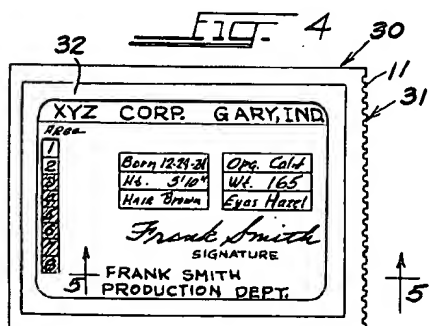 FIG. 4
30
32
11
31
XYZ CORP. GARY, IND
AREA
1
2
3
4
5
6
7
8
Born 12-29-21 Opg. Cald
Ht. 5'10" Wt. 165
Hair Brown Eyes Hazel
Frank Smith
SIGNATURE
5 5
FRANK SMITH
PRODUCTION DEPT.